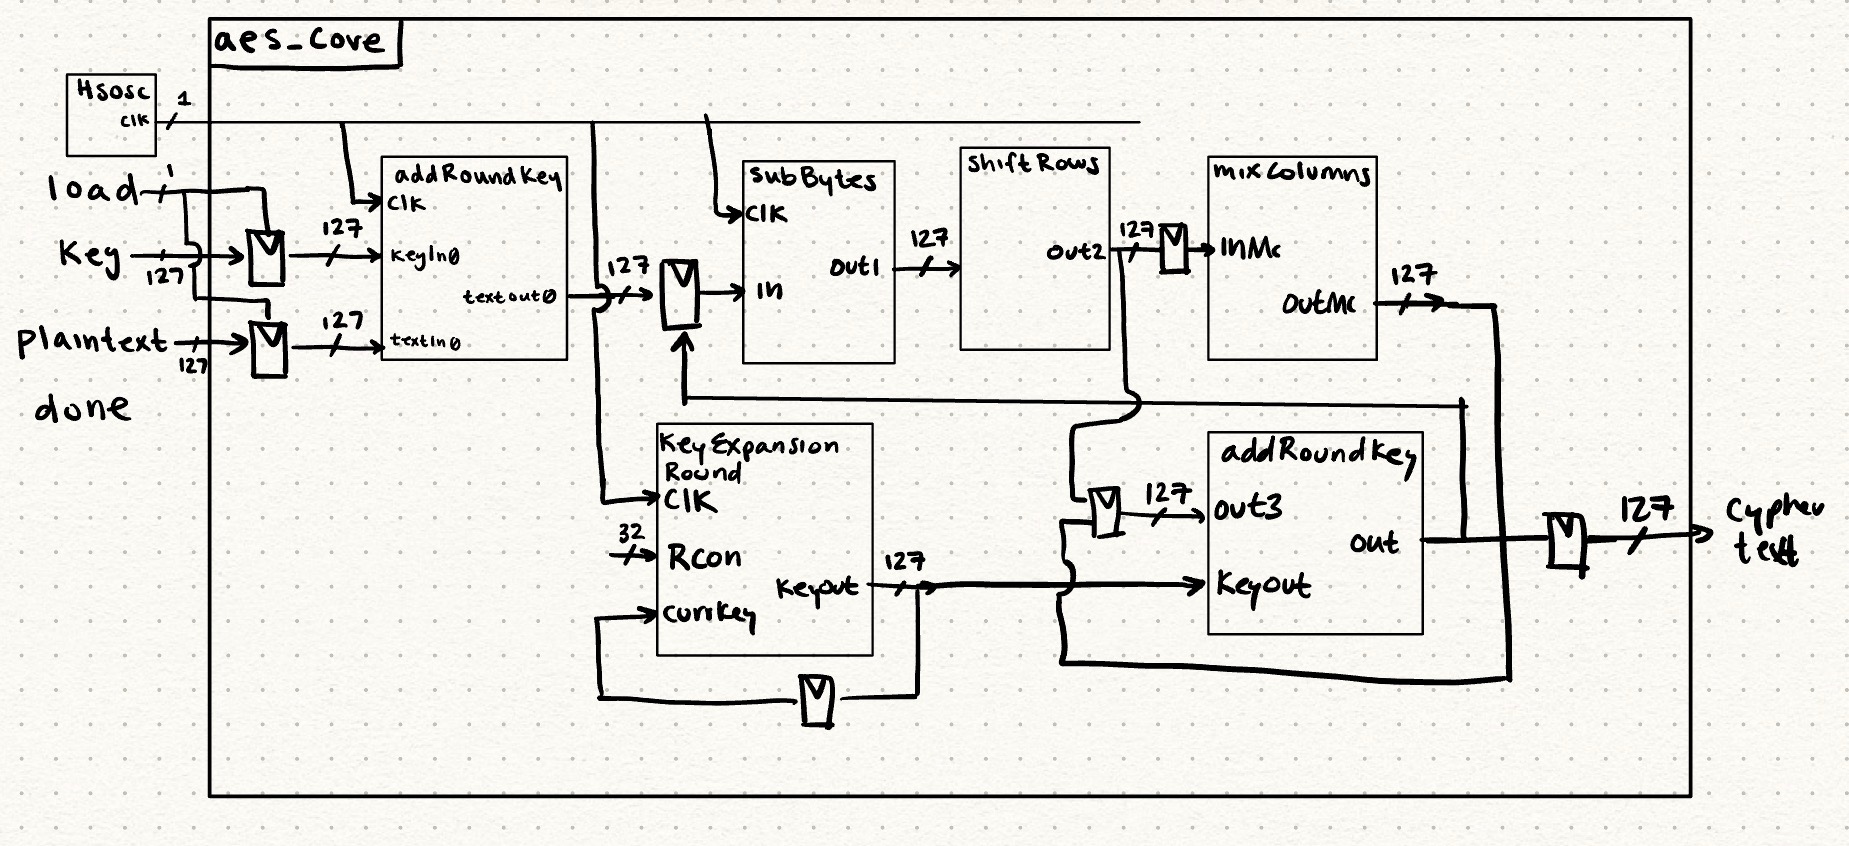 aes_core
Hsosc
clk
1
load
1
Key
127
127
plaintext
127
127
done
addRoundKey
Clk
KeyIn0
textout0
textIn0
127
SubBytes
Clk
In
Out1
127
ShiftRows
Out2
127
mixColumns
InMc
OutMc
127
KeyExpansion
Round
Clk
32
Rcon
currKey
Keyout
127
addRoundKey
127
out3
out
Keyout
127
Cypher
text